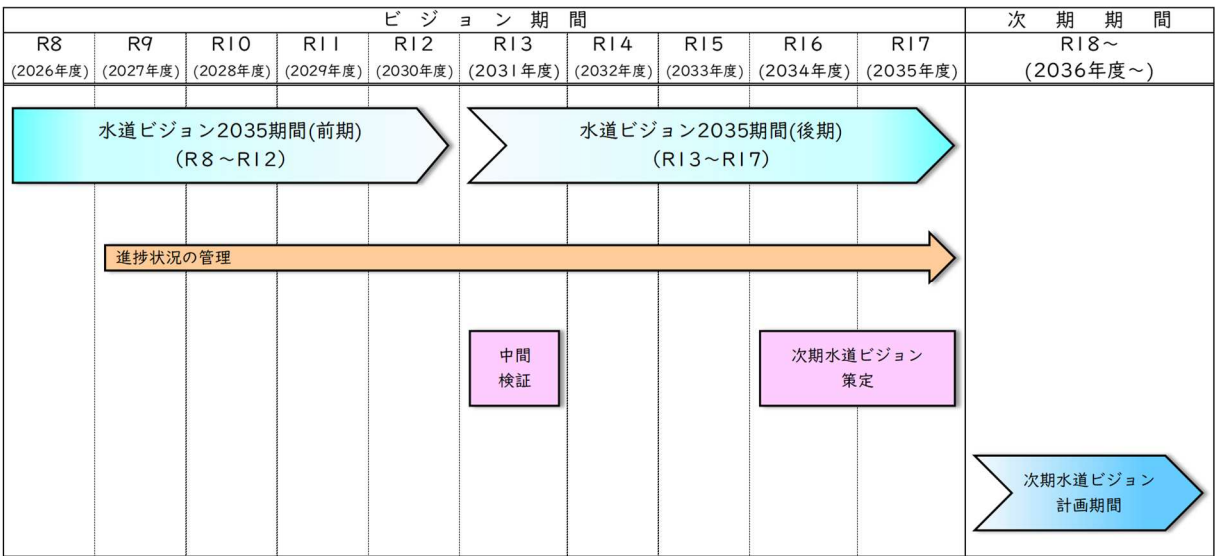 ビジョン期間 次期期間
R8 R9 R10 R11 R12 R13 R14 R15 R16 R17 R18～
(2026年度) (2027年度) (2028年度) (2029年度) (2030年度) (2031年度) (2032年度) (2033年度) (2034年度) (2035年度) (2036年度～)
水道ビジョン2035期間(前期) 水道ビジョン2035期間(後期)
(R8～R12) (R13～R17)
進捗状況の管理
中間
検証
次期水道ビジョン
策定
次期水道ビジョン
計画期間